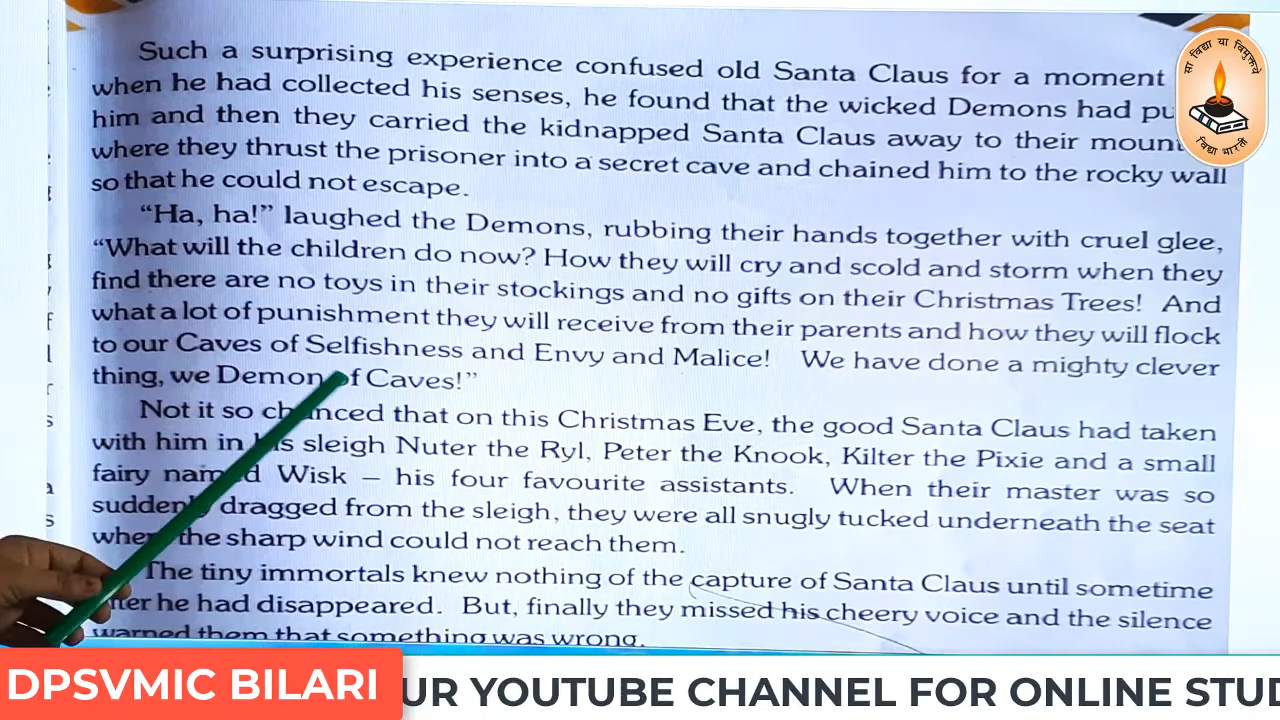 Such a surprising experience confused old Santa Claus for a moment
when he had collected his senses, he found that the wicked Demons had
him and then they carried the kidnapped Santa Claus away to their
where they thrust the prisoner into a secret cave and chained him to the rocky wall
so that he could not escape.
“Ha, ha!” laughed the Demons, rubbing their hands together with cruel glee,
“What will the children do now? How they will cry and scold and storm when they
find there are no toys in their stockings and no gifts on their Christmas Trees! And
what a lot of punishment they will receive from their parents and how they will flock
to our Caves of Selfishness and Envy and Malice! We have done a mighty clever
thing, we Demon of Caves!”
Not it so chanced that on this Christmas Eve, the good Santa Claus had taken
with him in his sleigh Nuter the Ryl, Peter the Knook, Kilter the Pixie and a small
fairy named Wisk – his four favourite assistants. When their master was so
suddenly dragged from the sleigh, they were all snugly tucked underneath the seat
where the sharp wind could not reach them.
The tiny immortals knew nothing of the capture of Santa Claus until sometime
after he had disappeared. But, finally they missed his cheery voice and the silence
warned them that something was wrong.
सा विद्या या विमुक्तये
विद्या भारती
DPSVMIC BILARI
UR YOUTUBE CHANNEL FOR ONLINE STUD